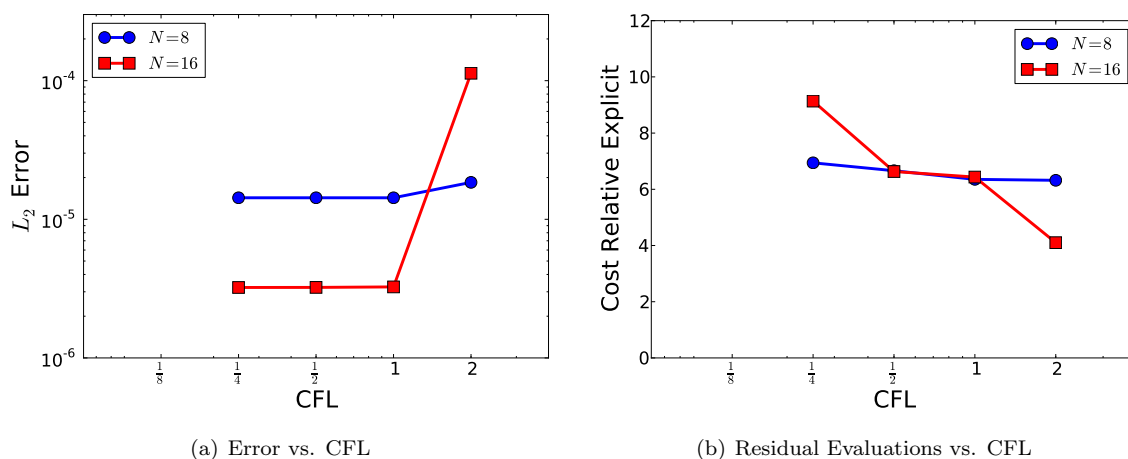 N=8
N=16
10^-4
10^-5
10^-6
L_2 Error
1/8
1/4
1/2
1
2
CFL
(a) Error vs. CFL
N=8
N=16
12
10
8
6
4
2
0
Cost Relative Explicit
1/8
1/4
1/2
1
2
CFL
(b) Residual Evaluations vs. CFL